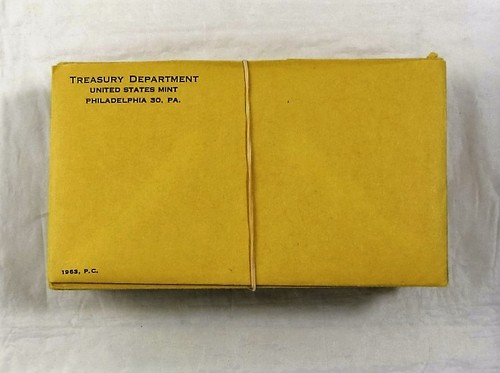 TREASURY DEPARTMENT
UNITED STATES MINT
PHILADELPHIA 30, PA.
1963, P.C.